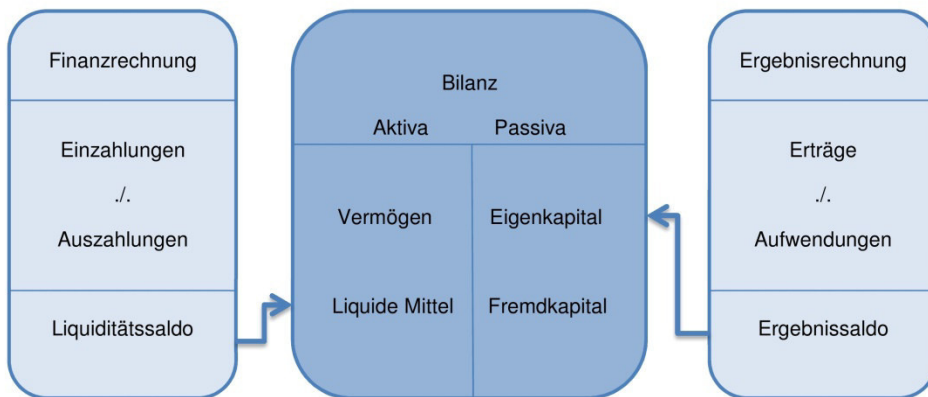 Finanzrechnung
Einzahlungen
./.
Auszahlungen
Liquiditätssaldo
Bilanz
Aktiva Passiva
Vermögen Eigenkapital
Liquide Mittel Fremdkapital
Ergebnisrechnung
Erträge
./.
Aufwendungen
Ergebnissaldo